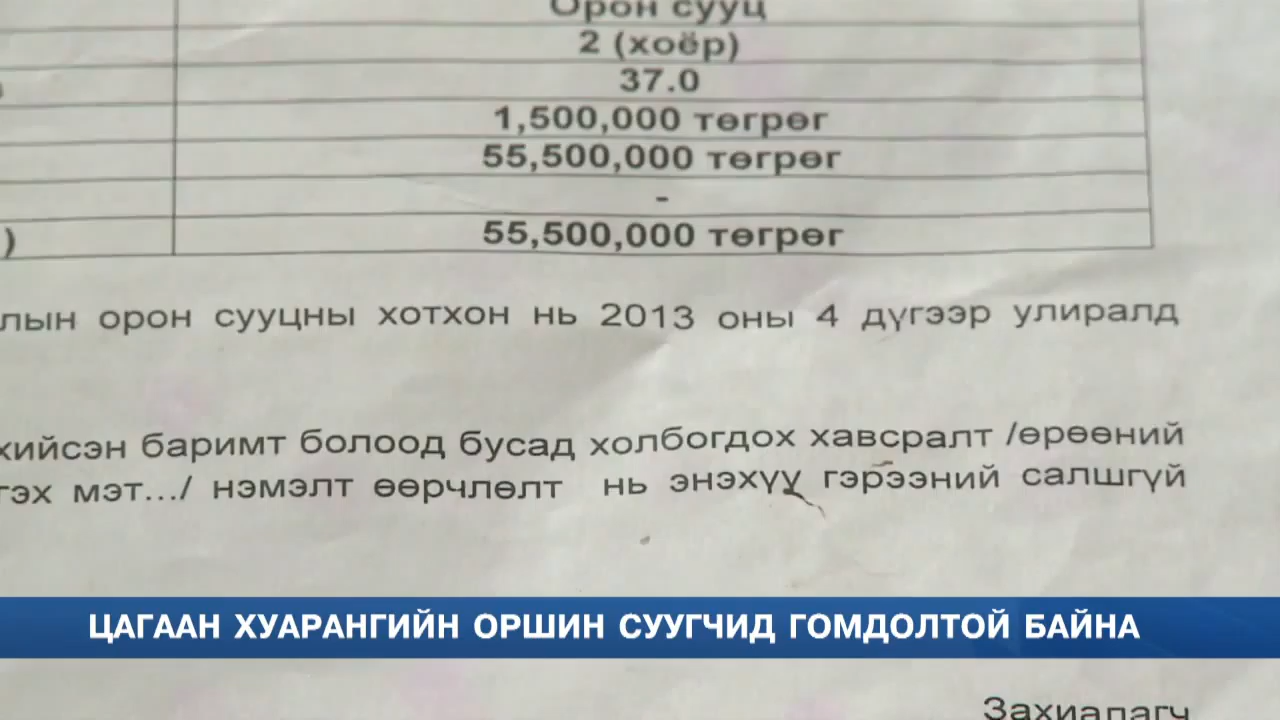 Орон сууц
2 (хоёр)
37.0
1,500,000 төгрөг
55,500,000 төгрөг
-
) 55,500,000 төгрөг
лын орон сууцны хотхон нь 2013 оны 4 дүгээр улиралд
хийсэн баримт болоод бусад холбогдох хавсралт /өрөөний
гэх мэт.../ нэмэлт өөрчлөлт нь энэхүү гэрээний салшгүй
ЦАГААН ХУАРАНГИЙН ОРШИН СУУГЧИД ГОМДОЛТОЙ БАЙНА
Захиалагч